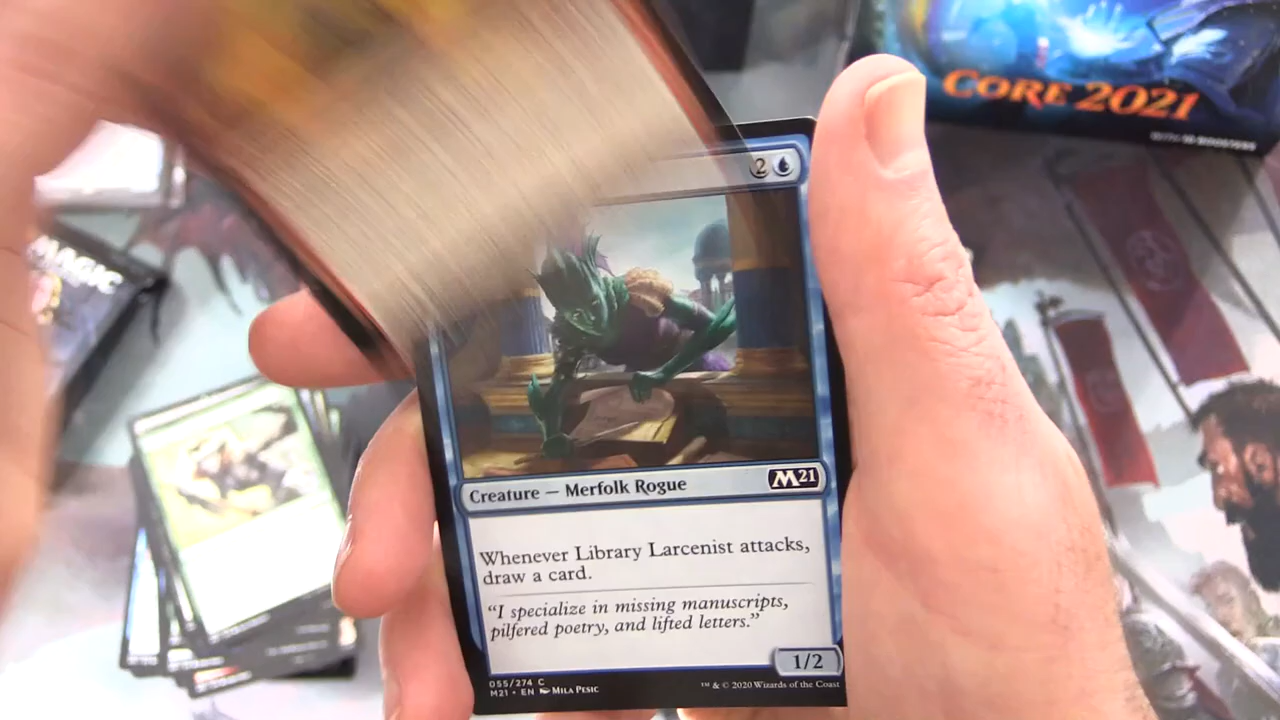 CORE 2021
MAGIC
2
Creature — Merfolk Rogue
M21
Whenever Library Larcenist attacks,
draw a card.
“I specialize in missing manuscripts,
pilfered poetry, and lifted letters.”
1/2
055/274 C
M21 • EN MILA PESIC
™ & © 2020 Wizards of the Coast